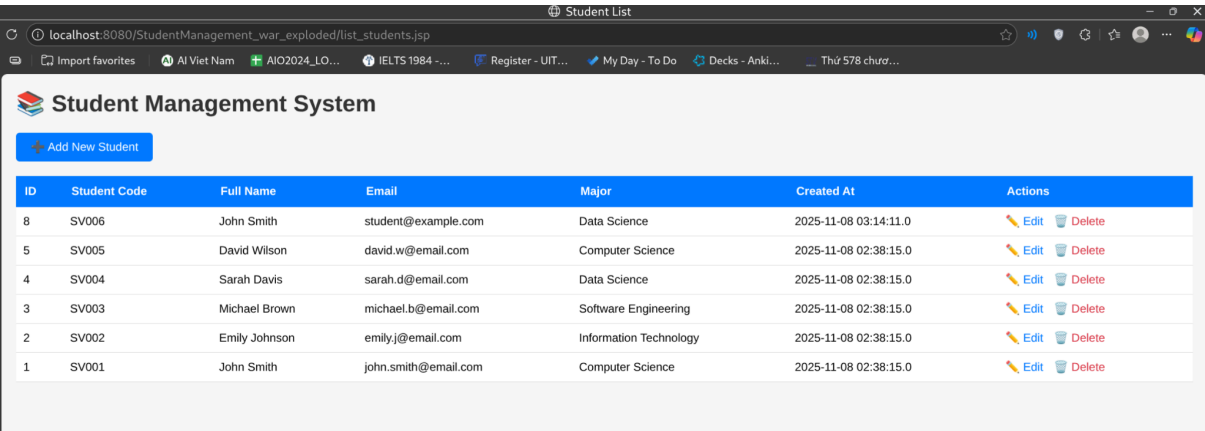 Student List
localhost:8080/StudentManagement_war_exploded/list_students.jsp
Import favorites AI AI Viet Nam AIO2024_LO... IELTS 1984 -... Register - UIT... My Day - To Do Decks - Anki... Thử 578 chươ...
Student Management System
Add New Student
ID Student Code Full Name Email Major Created At Actions
8 SV006 John Smith student@example.com Data Science 2025-11-08 03:14:11.0 Edit Delete
5 SV005 David Wilson david.w@email.com Computer Science 2025-11-08 02:38:15.0 Edit Delete
4 SV004 Sarah Davis sarah.d@email.com Data Science 2025-11-08 02:38:15.0 Edit Delete
3 SV003 Michael Brown michael.b@email.com Software Engineering 2025-11-08 02:38:15.0 Edit Delete
2 SV002 Emily Johnson emily.j@email.com Information Technology 2025-11-08 02:38:15.0 Edit Delete
1 SV001 John Smith john.smith@email.com Computer Science 2025-11-08 02:38:15.0 Edit Delete